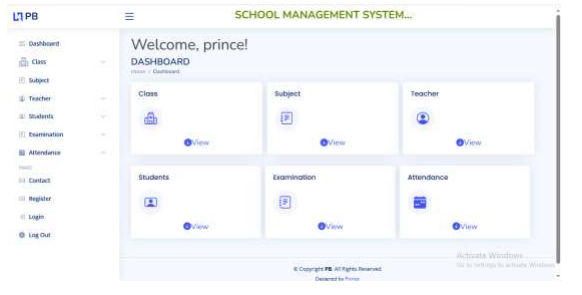 PB
SCHOOL MANAGEMENT SYSTEM...
Dashboard
Class
Subject
Teacher
Students
Examination
Attendance
PAGES
Contact
Register
Login
Log Out
Welcome, prince!
DASHBOARD
Home / Dashboard
Class
View
Subject
View
Teacher
View
Students
View
Examination
View
Attendance
View
© Copyright PB. All Rights Reserved
Designed by Prince
Activate Windows
Go to Settings to activate Windows.